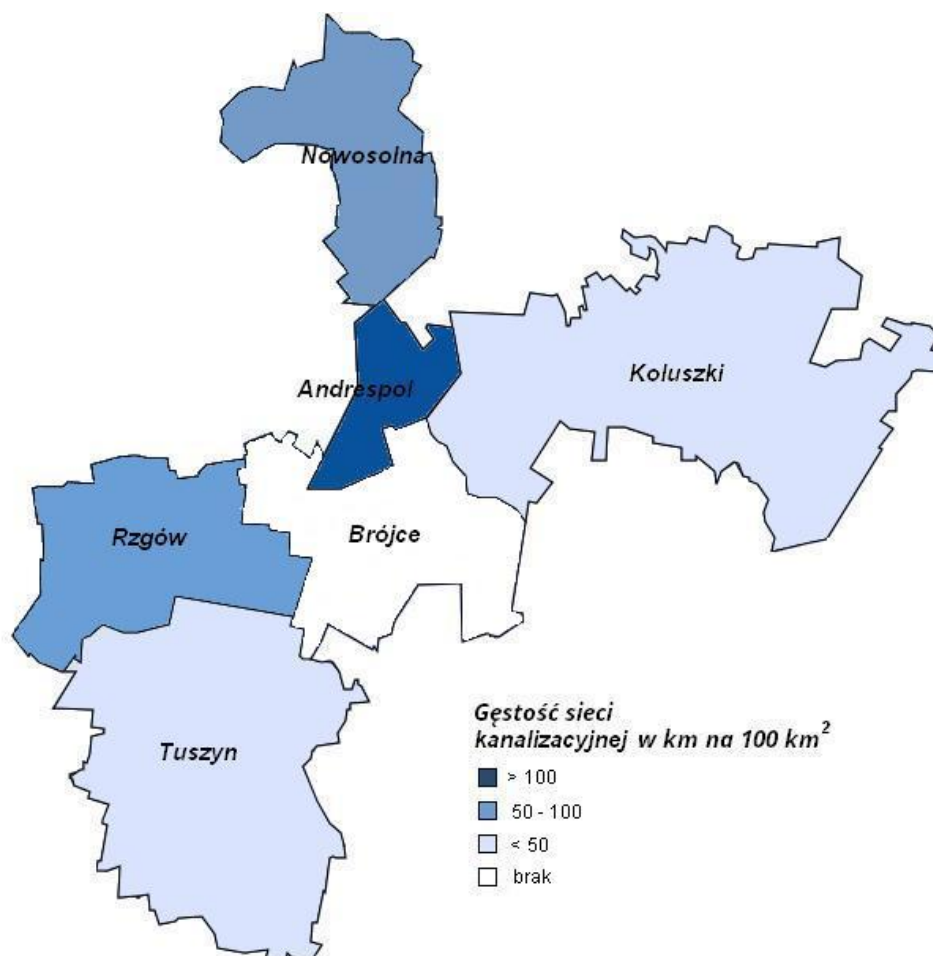 Nowosolna
Koluszki
Andrespol
Rzgów
Brójce
Tuszyn
Gęstość sieci
kanalizacyjnej w km na 100 km²
> 100
50 - 100
< 50
brak